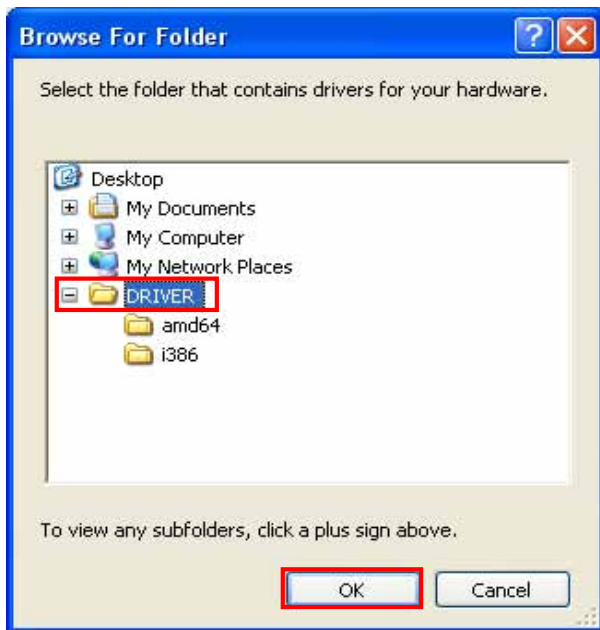 Browse For Folder
Select the folder that contains drivers for your hardware.
Desktop
My Documents
My Computer
My Network Places
DRIVER
amd64
i386
To view any subfolders, click a plus sign above.
OK Cancel